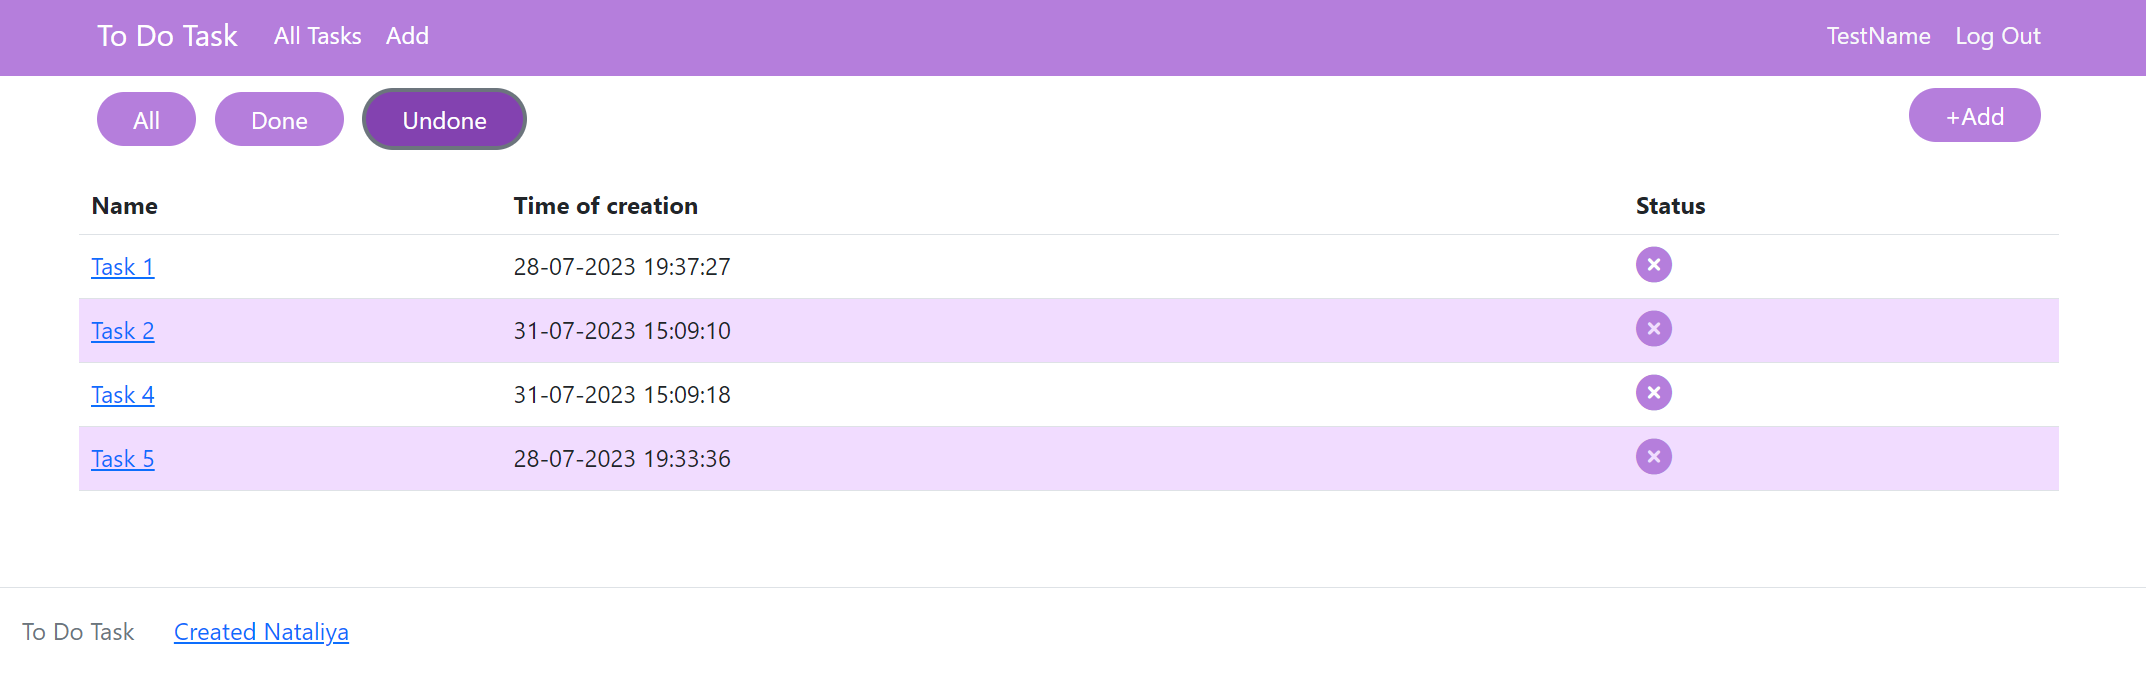 To Do Task All Tasks Add TestName Log Out
All Done Undone +Add
Name Time of creation Status
Task 1 28-07-2023 19:37:27
Task 2 31-07-2023 15:09:10
Task 4 31-07-2023 15:09:18
Task 5 28-07-2023 19:33:36
To Do Task Created Nataliya